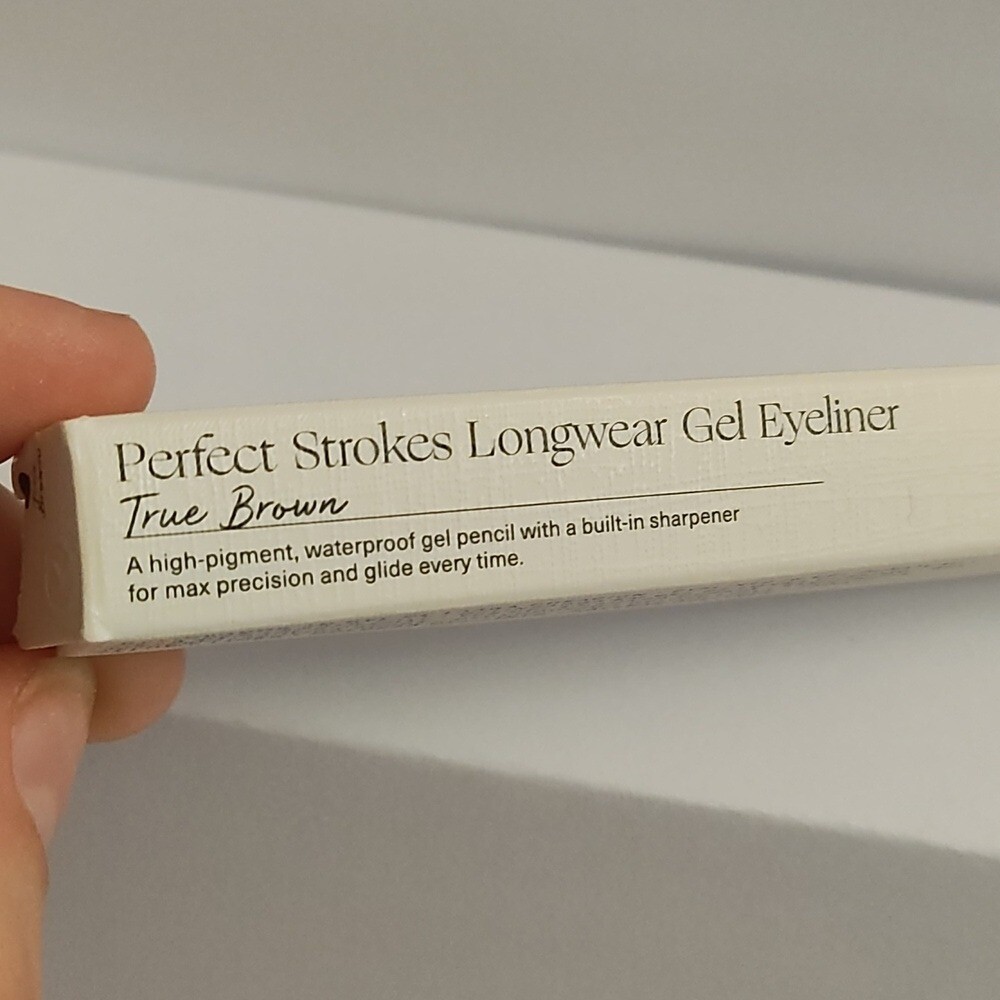 Perfect Strokes Longwear Gel Eyeliner
True Brown
A high-pigment, waterproof gel pencil with a built-in sharpener
for max precision and glide every time.